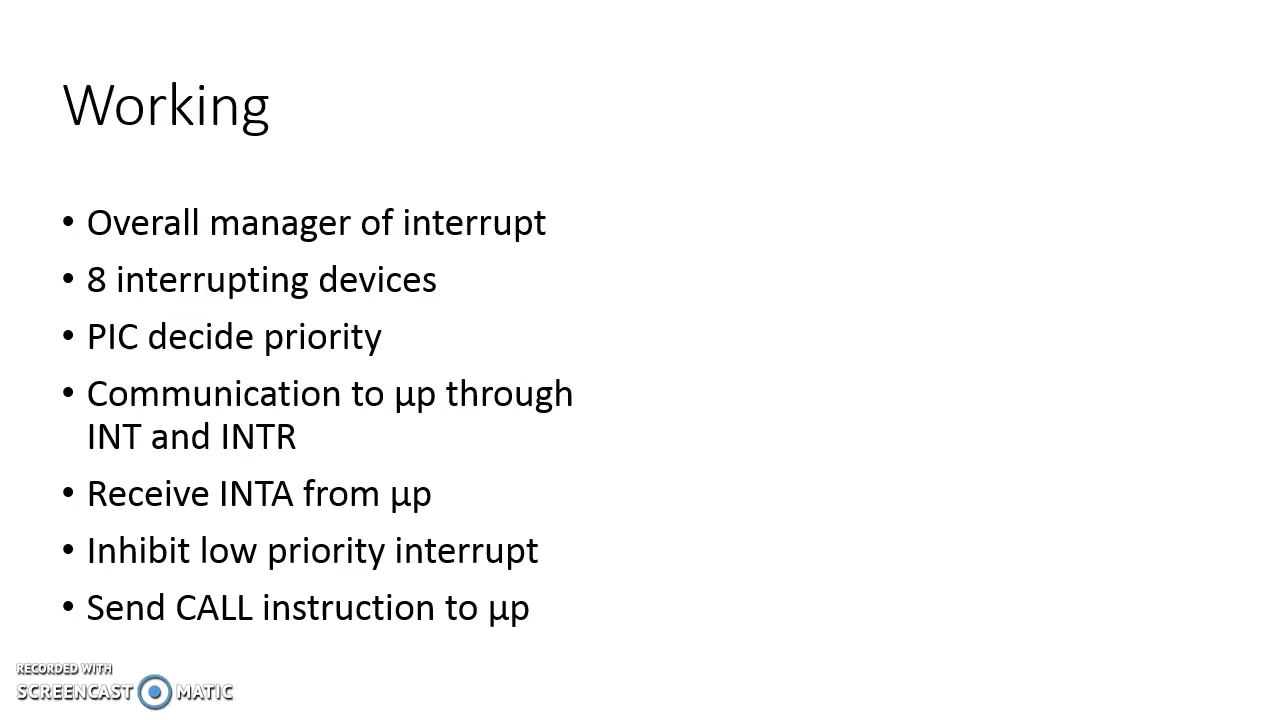 Working
• Overall manager of interrupt
• 8 interrupting devices
• PIC decide priority
• Communication to μp through
INT and INTR
• Receive INTA from μp
• Inhibit low priority interrupt
• Send CALL instruction to μp
RECORDED WITH
SCREENCAST MATIC